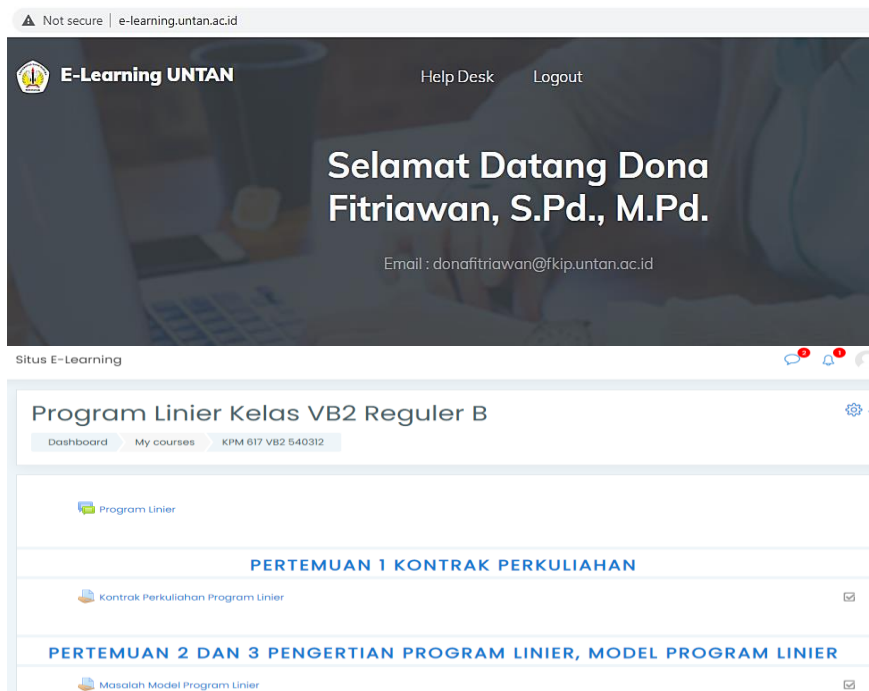 Not secure | e-learning.untan.ac.id
E-Learning UNTAN
Help Desk Logout
Selamat Datang Dona
Fitriawan, S.Pd., M.Pd.
Email : donafitriawan@fkip.untan.ac.id
Situs E-Learning
2 1
Program Linier Kelas VB2 Reguler B
Dashboard My courses KPM 617 VB2 540312
Program Linier
PERTEMUAN 1 KONTRAK PERKULIAHAN
Kontrak Perkuliahan Program Linier
PERTEMUAN 2 DAN 3 PENGERTIAN PROGRAM LINIER, MODEL PROGRAM LINIER
Masalah Model Program Linier